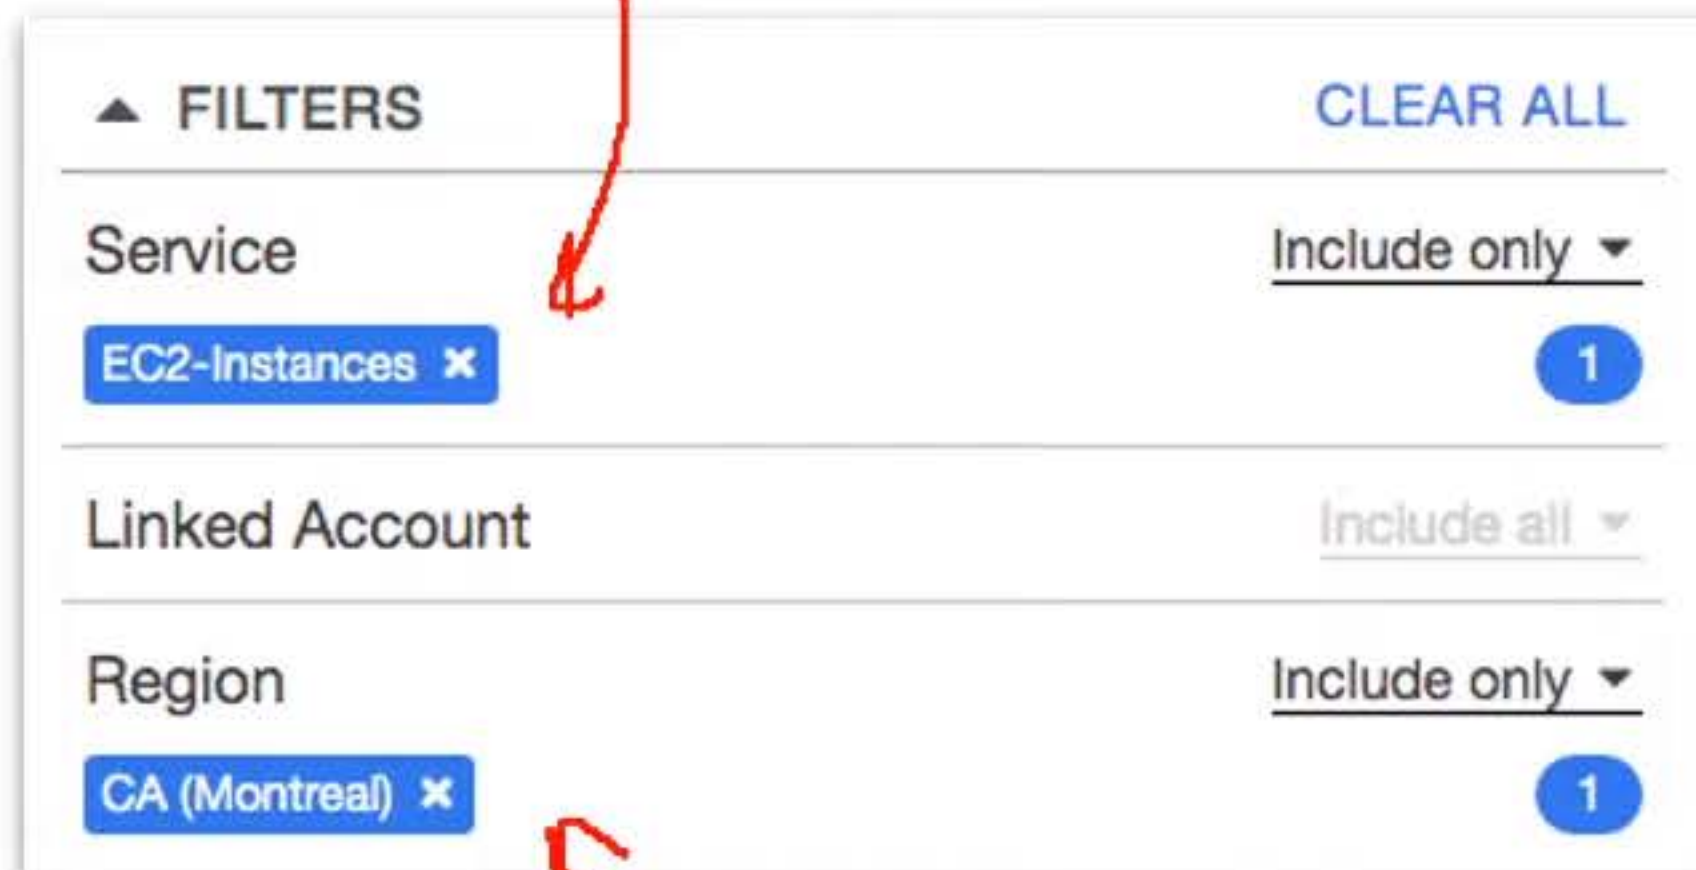 FILTERS CLEAR ALL
Service Include only
EC2-Instances × 1
Linked Account Include all
Region Include only
CA (Montreal) × 1